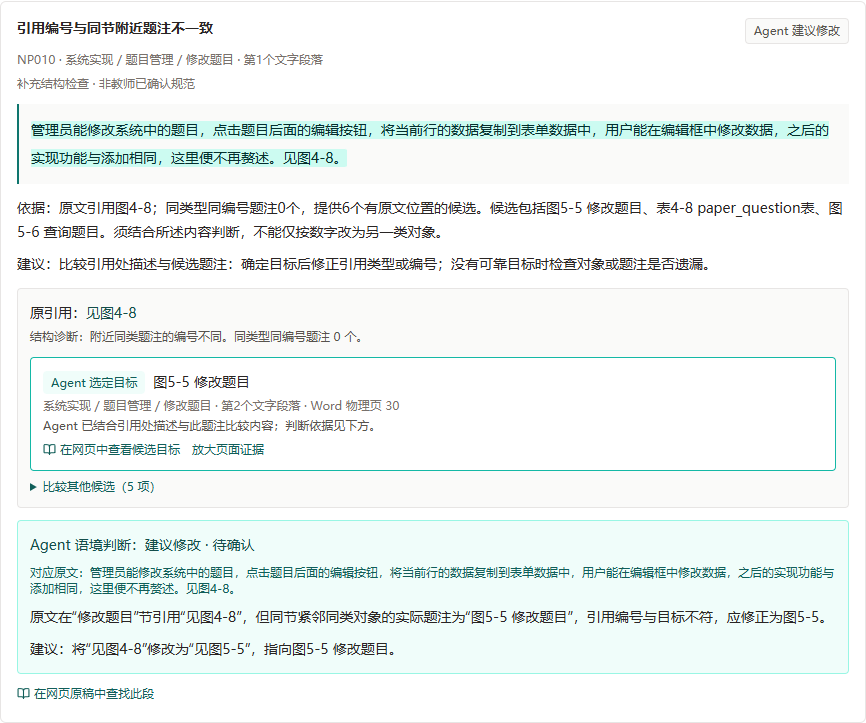 引用编号与同节附近题注不一致
Agent 建议修改
NP010 · 系统实现 / 题目管理 / 修改题目 · 第1个文字段落
补充结构检查 · 非教师已确认规范
管理员能修改系统中的题目，点击题目后面的编辑按钮，将当前行的数据复制到表单数据中，用户能在编辑框中修改数据，之后的
实现功能与添加相同，这里便不再赘述。见图4-8。
依据：原文引用图4-8；同类型同编号题注0个，提供6个有原文位置的候选。候选包括图5-5 修改题目、表4-8 paper_question表、图
5-6 查询题目。须结合所述内容判断，不能仅按数字改为另一类对象。
建议：比较引用处描述与候选题注：确定目标后修正引用类型或编号；没有可靠目标时检查对象或题注是否遗漏。
原引用：见图4-8
结构诊断：附近同类题注的编号不同。同类型同编号题注 0 个。
Agent 选定目标 图5-5 修改题目
系统实现 / 题目管理 / 修改题目 · 第2个文字段落 · Word 物理页 30
Agent 已结合引用处描述与此题注比较内容；判断依据见下方。
在网页中查看候选目标 放大页面证据
比较其他候选（5 项）
Agent 语境判断：建议修改 · 待确认
对应原文：管理员能修改系统中的题目，点击题目后面的编辑按钮，将当前行的数据复制到表单数据中，用户能在编辑框中修改数据，之后的实现功能与
添加相同，这里便不再赘述。见图4-8。
原文在“修改题目”节引用“见图4-8”，但同节紧邻同类对象的实际题注为“图5-5 修改题目”，引用编号与目标不符，应修正为图5-5。
建议：将“见图4-8”修改为“见图5-5”，指向图5-5 修改题目。
在网页原稿中查找此段